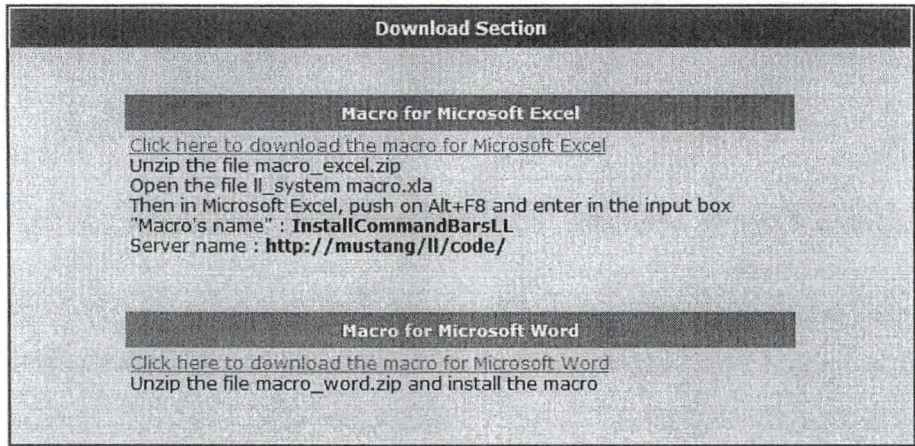 Download Section
Macro for Microsoft Excel
Click here to download the macro for Microsoft Excel
Unzip the file macro_excel.zip
Open the file ll_system macro.xla
Then in Microsoft Excel, push on Alt+F8 and enter in the input box
"Macro's name" : InstallCommandBarsLL
Server name : http://mustang/ll/code/
Macro for Microsoft Word
Click here to download the macro for Microsoft Word
Unzip the file macro_word.zip and install the macro